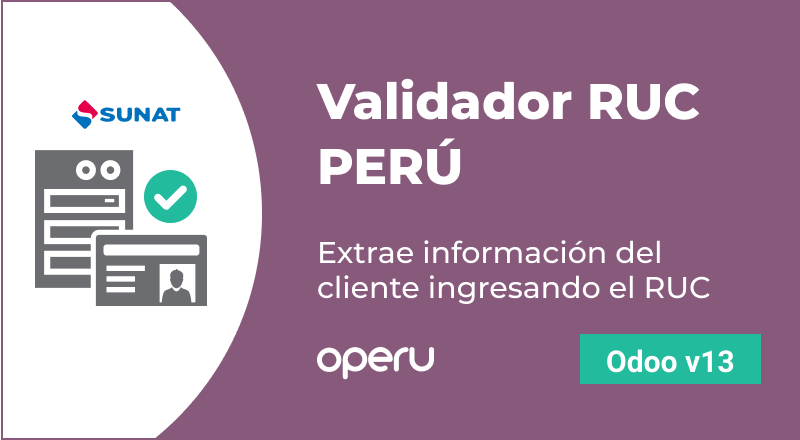 SUNAT
Validador RUC
PERÚ
Extrae información del
cliente ingresando el RUC
operu
Odoo v13